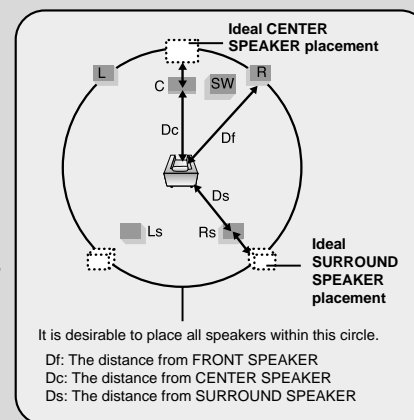 Ideal CENTER
SPEAKER placement
L
R
C
SW
Dc
Df
Ds
Ls
Rs
Ideal
SURROUND
SPEAKER
placement
It is desirable to place all speakers within this circle.
Df: The distance from FRONT SPEAKER
Dc: The distance from CENTER SPEAKER
Ds: The distance from SURROUND SPEAKER